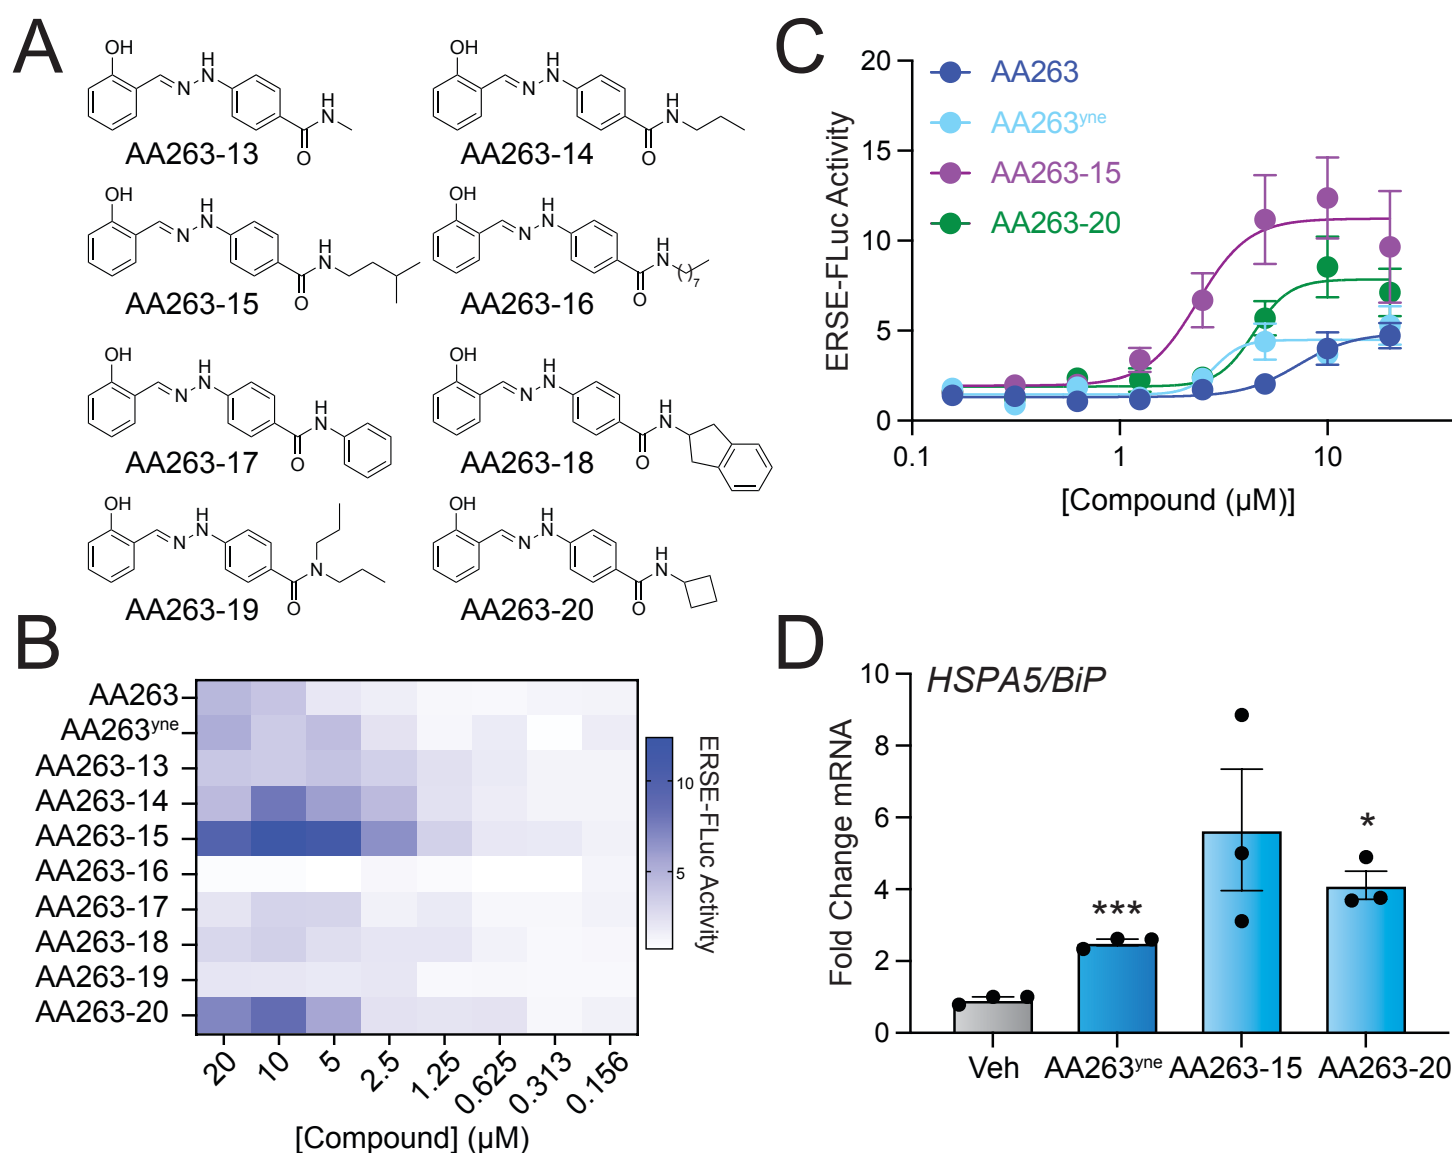 A
OH
H
N
N
H
N
O
AA263-13
OH
H
N
N
H
N
O
AA263-14
OH
H
N
N
H
N
O
AA263-15
OH
H
N
N
H
N
( )7
O
AA263-16
OH
H
N
N
H
N
O
AA263-17
OH
H
N
N
H
N
O
AA263-18
OH
H
N
N
N
O
AA263-19
OH
H
N
N
H
N
O
AA263-20
B
AA263
AA263yne
AA263-13
AA263-14
AA263-15
AA263-16
AA263-17
AA263-18
AA263-19
AA263-20
20 10 5 2.5 1.25 0.625 0.313 0.156
[Compound] (μM)
10
5
ERSE-FLuc Activity
C
AA263
AA263yne
AA263-15
AA263-20
20
15
10
5
0
ERSE-FLuc Activity
0.1 1 10
[Compound (μM)]
D
HSPA5/BiP
10
8
6
4
2
0
Fold Change mRNA
***
*
Veh AA263yne AA263-15 AA263-20